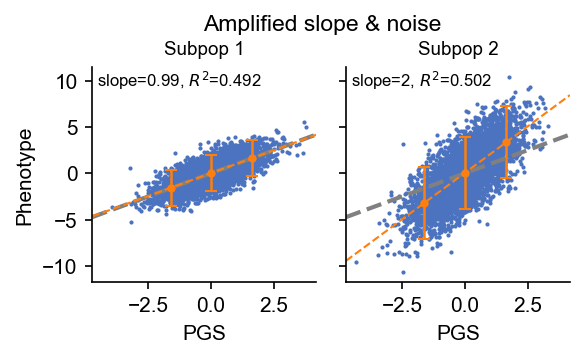 Amplified slope & noise
Subpop 1
Subpop 2
slope=0.99, R²=0.492
slope=2, R²=0.502
Phenotype
10
5
0
−5
−10
−2.5 0.0 2.5
−2.5 0.0 2.5
PGS
PGS